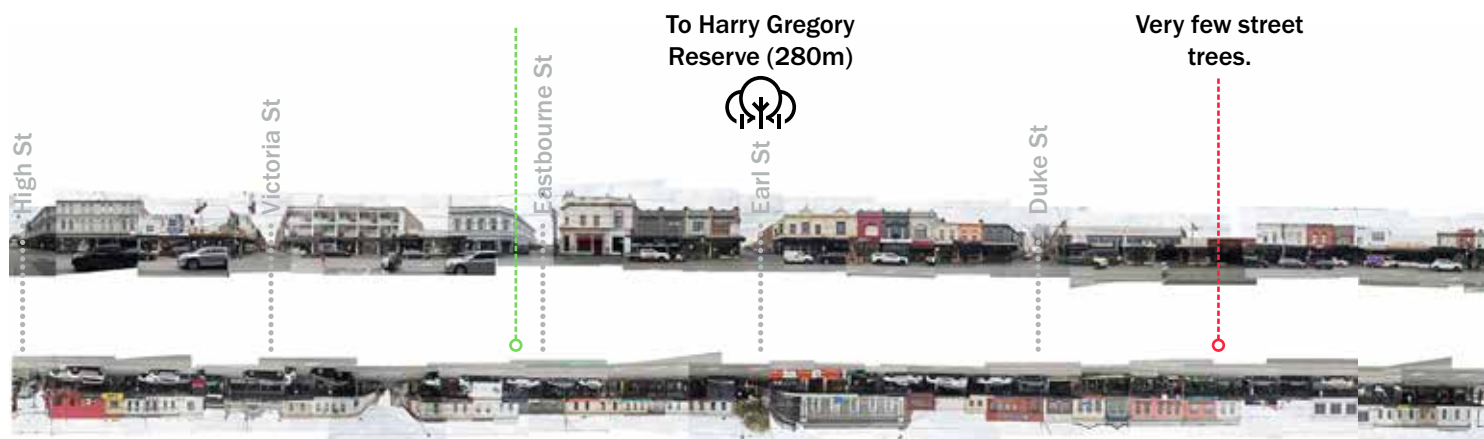 To Harry Gregory
Reserve (280m)
Very few street
trees.
High St
Victoria St
Eastbourne St
Earl St
Duke St